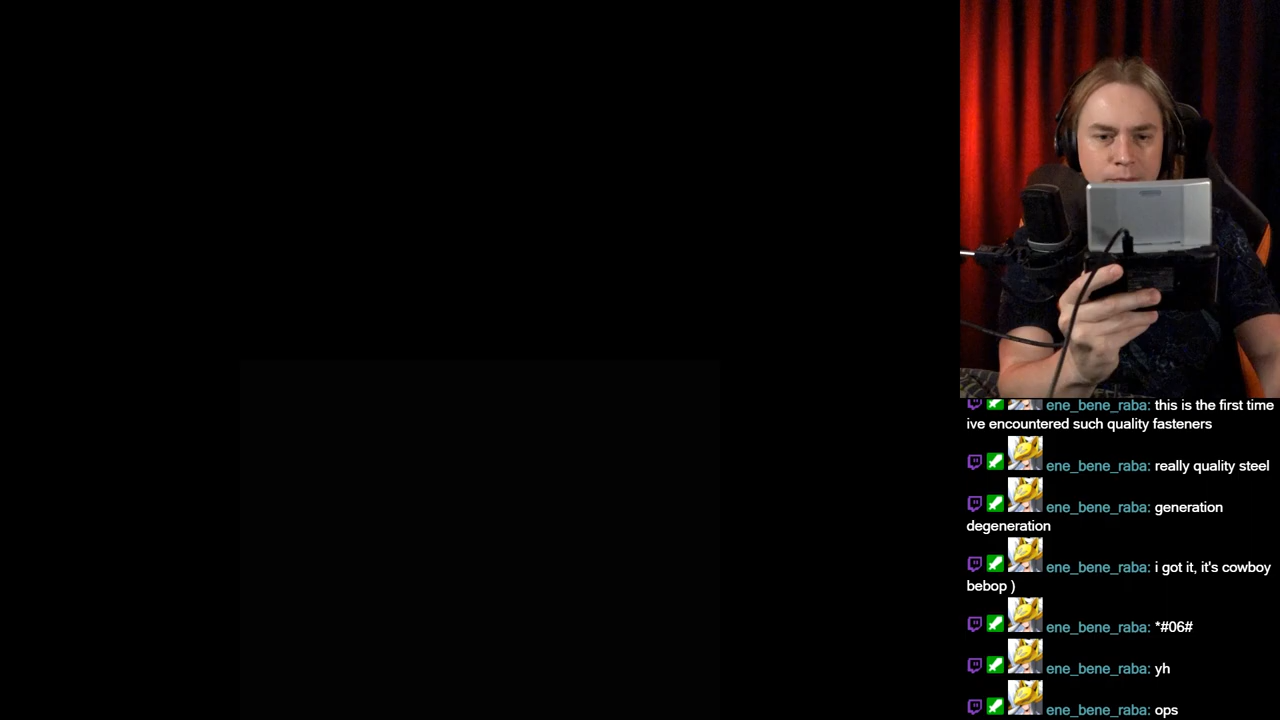 ene_bene_raba: this is the first time
ive encountered such quality fasteners
ene_bene_raba: really quality steel
ene_bene_raba: generation
degeneration
ene_bene_raba: i got it, it's cowboy
bebop )
ene_bene_raba: *#06#
ene_bene_raba: yh
ene_bene_raba: ops